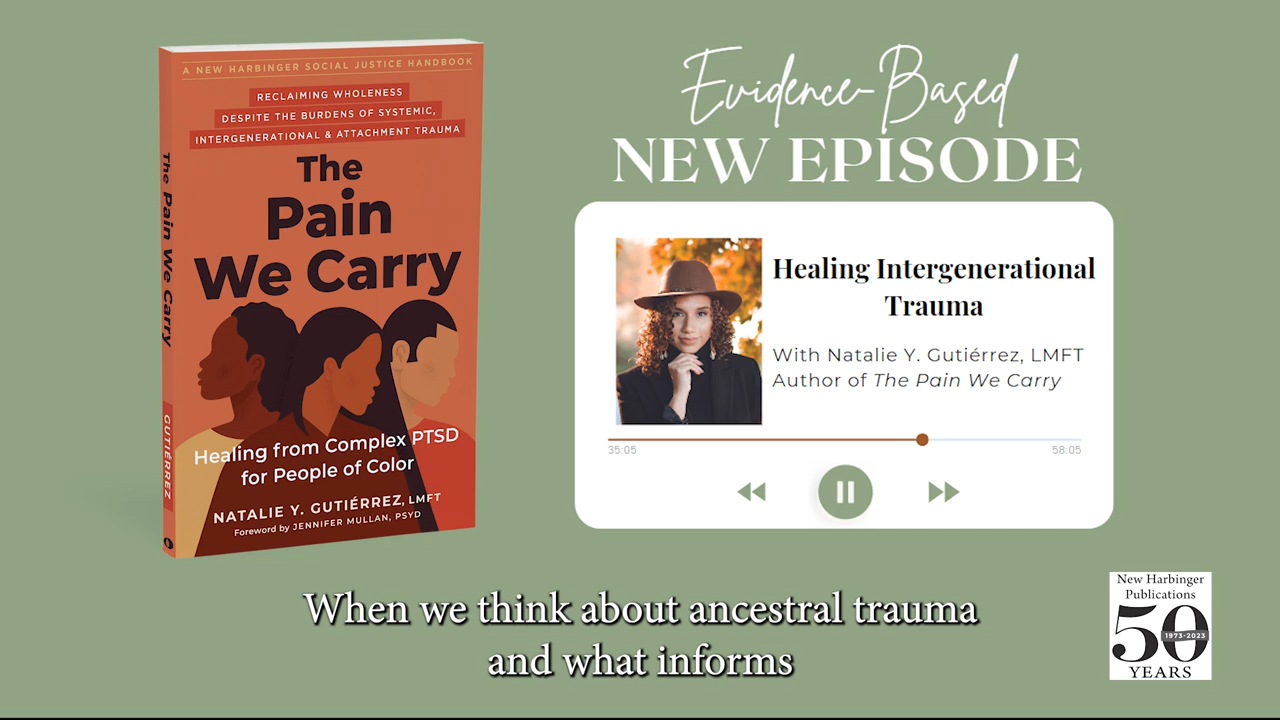 A NEW HARBINGER SOCIAL JUSTICE HANDBOOK
RECLAIMING WHOLENESS
DESPITE THE BURDENS OF SYSTEMIC,
INTERGENERATIONAL & ATTACHMENT TRAUMA
The
Pain
We Carry
Healing from Complex PTSD
for People of Color
NATALIE Y. GUTIÉRREZ, LMFT
Foreword by JENNIFER MULLAN, PSYD
The Pain We Carry
GUTIÉRREZ
Evidence-Based
NEW EPISODE
Healing Intergenerational
Trauma
With Natalie Y. Gutiérrez, LMFT
Author of The Pain We Carry
35:05
58:05
When we think about ancestral trauma
and what informs
New Harbinger
Publications
50
1973-2023
YEARS